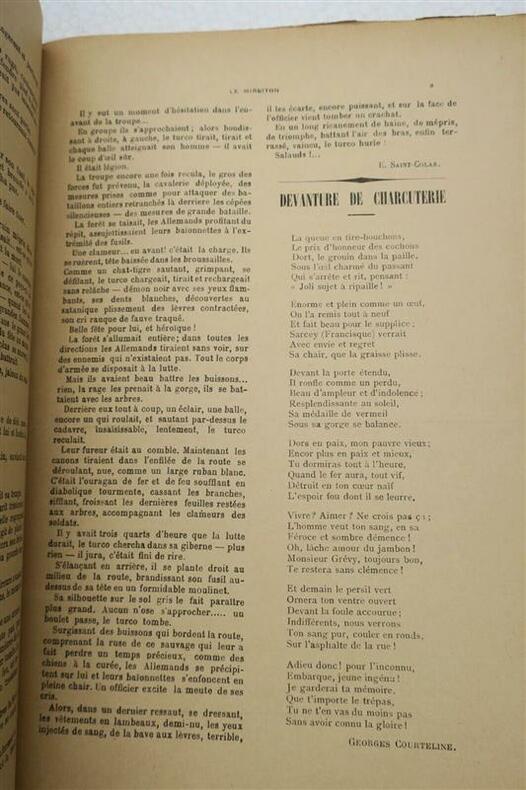 LE MIRLITON
Il y eut un moment d'hésitation dans l'en-
avant de la troupe...
En groupe ils s'approchaient; alors bondis-
sant à droite, à gauche, le turco tirait, tirait et
chaque balle atteignait son homme — il avait
le coup d'œil sûr.
Il était légion.
La troupe encore une fois recula, le gros des
forces fut prévenu, la cavalerie déployée, des
mesures prises comme pour attaquer des ba-
taillons entiers retranchés là derrière les cépées
silencieuses — des mesures de grande bataille.
La forêt se taisait, les Allemands profitant du
répit, assujettissaient leurs baïonnettes à l'ex-
trémité des fusils.
Une clameur... en avant! c'était la charge. Ils
se ruèrent, tête baissée dans les broussailles.
Comme un chat-tigre sautant, grimpant, se
défilant, le turco chargeait, tirait et rechargeait
sans relâche — démon noir avec ses yeux flam-
bants, ses dents blanches, découvertes au
satanique plissement des lèvres contractées,
son cri rauque de fauve traqué.
Belle fête pour lui, et héroïque!
La forêt s'allumait entière; dans toutes les
directions les Allemands tiraient sans voir, sur
des ennemis qui n'existaient pas. Tout le corps
d'armée se disposait à la lutte.
Mais ils avaient beau battre les buissons...
rien, la rage les prenait à la gorge, ils se bat-
taient avec les arbres.
Derrière eux tout à coup, un éclair, une balle,
encore un qui roulait, et sautant par-dessus le
cadavre, insaisissable, lentement, le turco
reculait.
Leur fureur était au comble. Maintenant les
canons tiraient dans l'enfilée de la route se
déroulant, nue, comme un large ruban blanc.
C'était l'ouragan de fer et de feu soufflant en
diabolique tourmente, cassant les branches,
sifflant, froissant les dernières feuilles restées
aux arbres, accompagnant les clameurs des
soldats.
Il y avait trois quarts d'heure que la lutte
durait, le turco chercha dans sa giberne — plus
rien — il jura, c'était fini de rire.
S'élançant en arrière, il se plante droit au
milieu de la route, brandissant son fusil au-
dessus de sa tête en un formidable moulinet.
Sa silhouette sur le sol gris le fait paraître
plus grand. Aucun n'ose s'approcher..... un
boulet passe, le turco tombe.
Surgissant des buissons qui bordent la route,
comprenant la ruse de ce sauvage qui leur a
fait perdre un temps précieux, comme des
chiens à la curée, les Allemands se précipi-
tent sur lui et leurs baïonnettes s'enfoncent en
pleine chair. Un officier excite la meute de ses
cris.
Alors, dans un dernier ressaut, se dressant,
les vêtements en lambeaux, demi-nu, les yeux
injectés de sang, de la bave aux lèvres, terrible,
il les écarte, encore puissant, et sur la face de
l'officier vient tomber un crachat.
En un long ricanement de haine, de mépris,
de triomphe, battant l'air des bras, enfin ter-
rassé, vaincu, le turco hurle:
Salauds!...
E. SAINT-COLAS.
DEVANTURE DE CHARCUTERIE
La queue en tire-bouchons,
Le prix d'honneur des cochons
Dort, le grouin dans la paille,
Sous l'œil charmé du passant
Qui s'arrête et rit, pensant:
« Joli sujet à ripaille! »
Enorme et plein comme un œuf,
On l'a remis tout à neuf
Et fait beau pour le supplice;
Sarcey (Francisque) verrait
Avec envie et regret
Sa chair, que la graisse plisse.
Devant la porte étendu,
Il ronfle comme un perdu,
Beau d'ampleur et d'indolence;
Resplendissante au soleil,
Sa médaille de vermeil
Sous sa gorge se balance.
Dors en paix, mon pauvre vieux;
Encor plus en paix et mieux,
Tu dormiras tout à l'heure,
Quand le fer aura, tout vif,
Détruit en ton cœur naïf
L'espoir fou dont il se leurre.
Vivre? Aimer? Ne crois pas ça;
L'homme veut ton sang, en sa
Féroce et sombre démence!
Oh, lâche amour du jambon!
Monsieur Grévy, toujours bon,
Te restera sans clémence!
Et demain le persil vert
Ornera ton ventre ouvert
Devant la foule accourue;
Indifférents, nous verrons
Ton sang pur, couler en ronds,
Sur l'asphalte de la rue!
Adieu donc! pour l'inconnu,
Embarque, jeune ingénu!
Je garderai ta mémoire.
Que t'importe le trépas,
Tu ne t'en vas du moins pas
Sans avoir connu la gloire!
GEORGES COURTELINE.